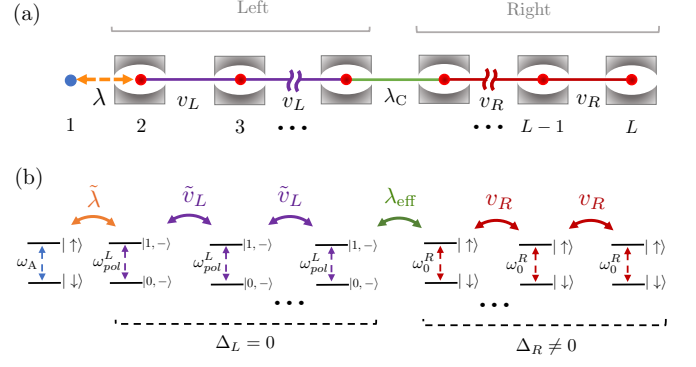 (a)
Left Right
λ v_L v_L λ_C v_R v_R
1 2 3 ••• ••• L − 1 L
(b)
λ̃ ṽ_L ṽ_L λ_eff v_R v_R
|↑⟩ |1,−⟩ |1,−⟩ |1,−⟩ |↑⟩ |↑⟩ |↑⟩
ω_A ω_pol^L ω_pol^L ω_pol^L ω_0^R ω_0^R ω_0^R
|↓⟩ |0,−⟩ |0,−⟩ |0,−⟩ |↓⟩ |↓⟩ |↓⟩
••• •••
Δ_L = 0 Δ_R ≠ 0